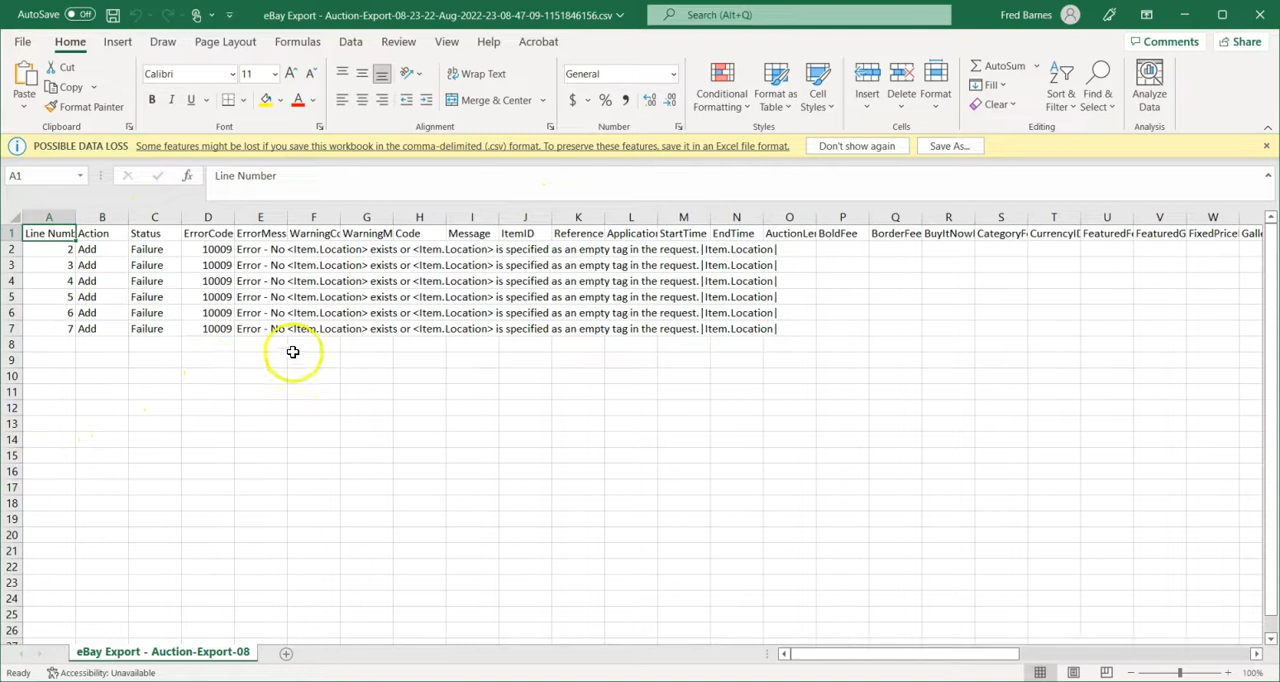 AutoSave Off eBay Export - Auction-Export-08-23-22-Aug-2022-23-08-47-09-1151846156.csv Search (Alt+Q) Fred Barnes
File Home Insert Draw Page Layout Formulas Data Review View Help Acrobat Comments Share
Paste Cut Copy Format Painter Clipboard
Calibri 11 B I U A Font
Wrap Text Merge & Center Alignment
General $ % Number
Conditional Formatting Format as Table Cell Styles Styles
Insert Delete Format Cells
AutoSum Fill Clear Sort & Filter Find & Select Editing
Analyze Data Analysis
POSSIBLE DATA LOSS Some features might be lost if you save this workbook in the comma-delimited (.csv) format. To preserve these features, save it in an Excel file format. Don't show again Save As...
A1 fx Line Number
A B C D E F G H I J K L M N O P Q R S T U V W
1 Line Numb Action Status ErrorCode ErrorMess WarningCo WarningM Code Message ItemID Reference Application StartTime EndTime AuctionLen BoldFee BorderFee BuyItNowF CategoryFe CurrencyID FeaturedFe FeaturedG FixedPrice Galle
2 2 Add Failure 10009 Error - No <Item.Location> exists or <Item.Location> is specified as an empty tag in the request.|Item.Location|
3 3 Add Failure 10009 Error - No <Item.Location> exists or <Item.Location> is specified as an empty tag in the request.|Item.Location|
4 4 Add Failure 10009 Error - No <Item.Location> exists or <Item.Location> is specified as an empty tag in the request.|Item.Location|
5 5 Add Failure 10009 Error - No <Item.Location> exists or <Item.Location> is specified as an empty tag in the request.|Item.Location|
6 6 Add Failure 10009 Error - No <Item.Location> exists or <Item.Location> is specified as an empty tag in the request.|Item.Location|
7 7 Add Failure 10009 Error - No <Item.Location> exists or <Item.Location> is specified as an empty tag in the request.|Item.Location|
8
9
10
11
12
13
14
15
16
17
18
19
20
21
22
23
24
25
26
eBay Export - Auction-Export-08
Ready Accessibility: Unavailable 100%